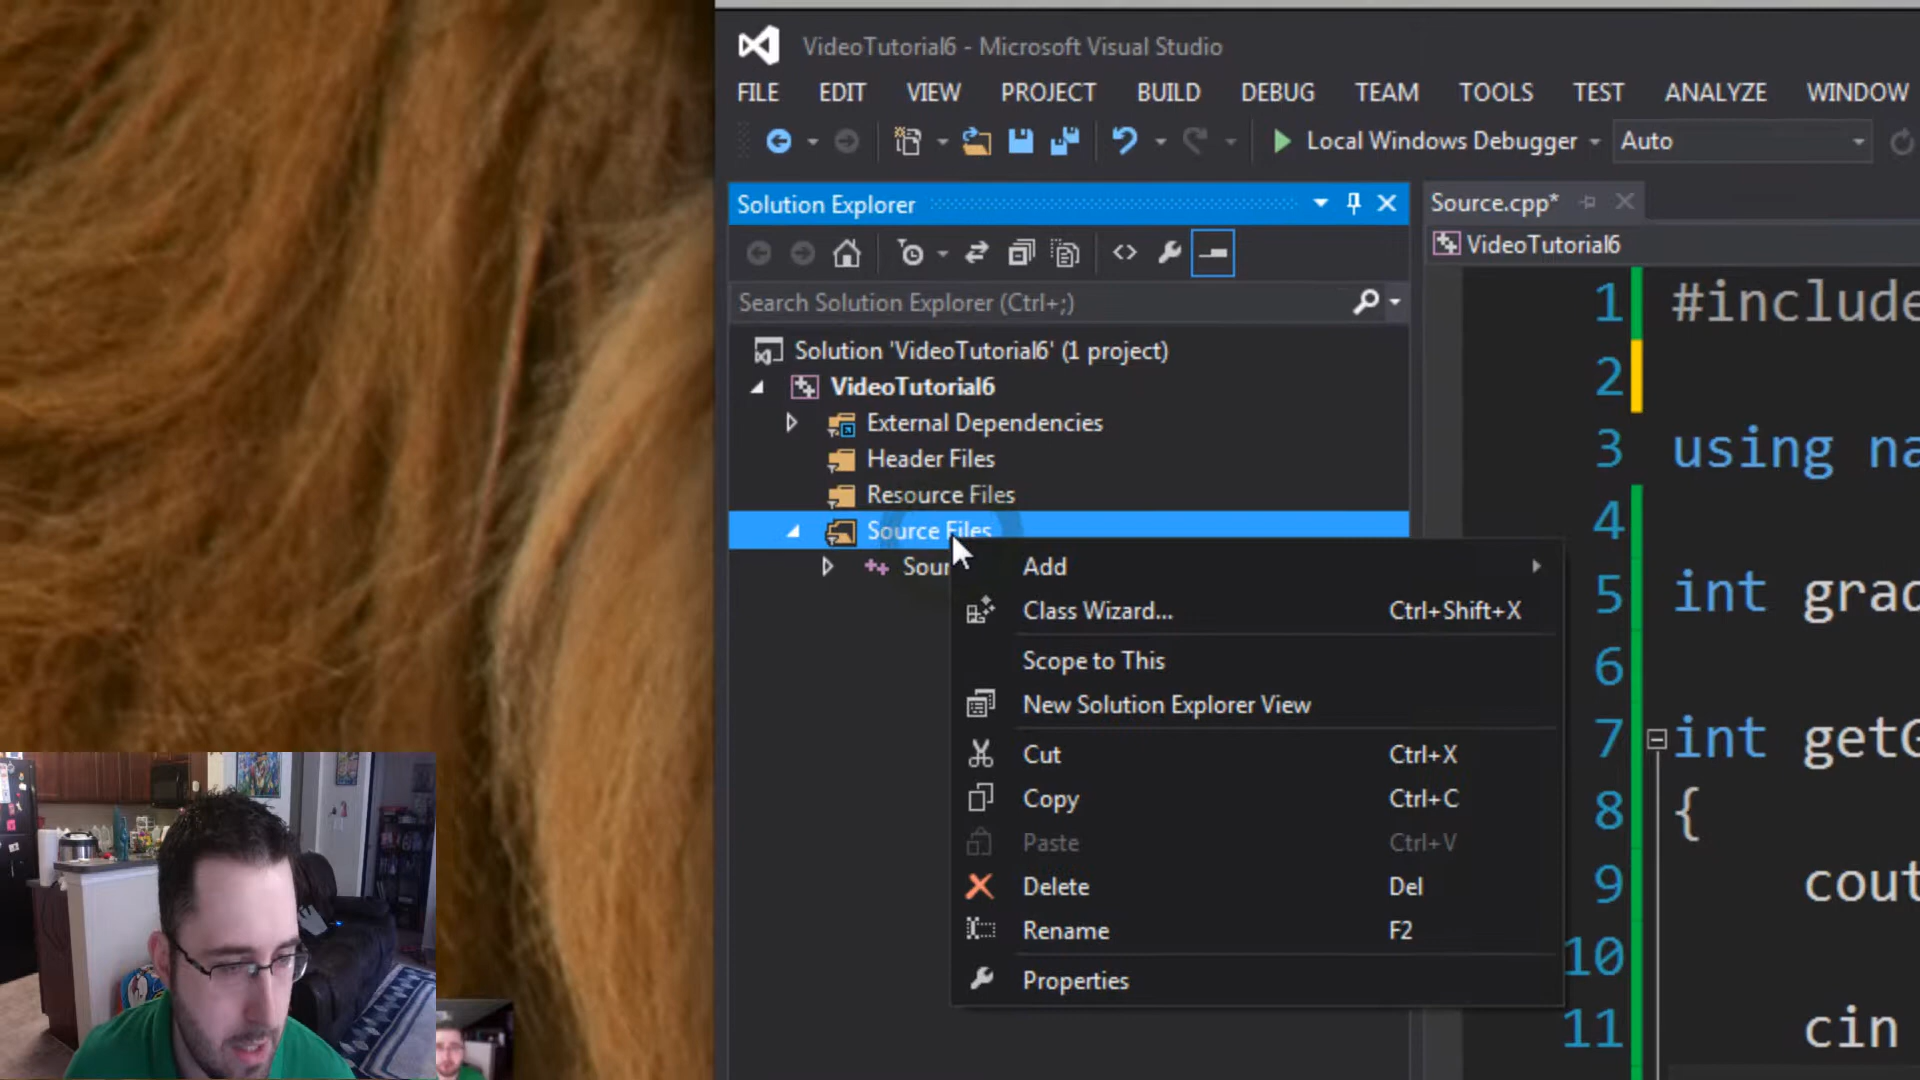 VideoTutorial6 - Microsoft Visual Studio
FILE EDIT VIEW PROJECT BUILD DEBUG TEAM TOOLS TEST ANALYZE WINDOW
Local Windows Debugger Auto
Solution Explorer
Search Solution Explorer (Ctrl+;)
Solution 'VideoTutorial6' (1 project)
VideoTutorial6
External Dependencies
Header Files
Resource Files
Source Files
Sour
Add
Class Wizard... Ctrl+Shift+X
Scope to This
New Solution Explorer View
Cut Ctrl+X
Copy Ctrl+C
Paste Ctrl+V
Delete Del
Rename F2
Properties
Source.cpp*
VideoTutorial6
1 #include
2
3 using na
4
5 int grad
6
7 int getG
8 {
9 cout
10
11 cin